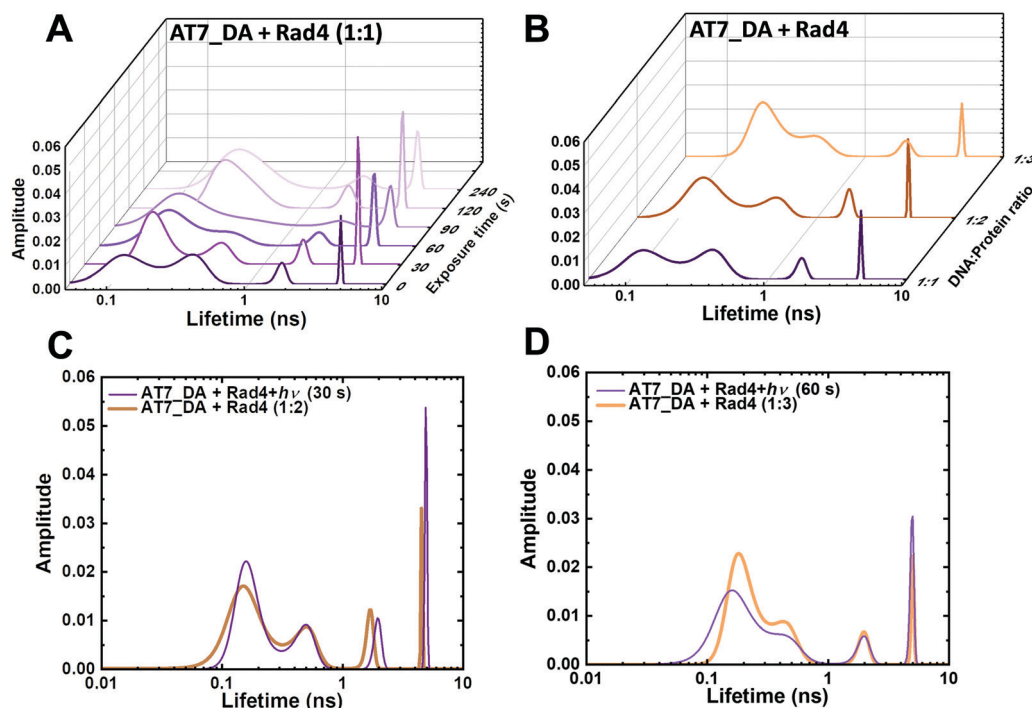 A
AT7_DA + Rad4 (1:1)
Amplitude
0.06
0.05
0.04
0.03
0.02
0.01
0.00
0.1
1
10
Lifetime (ns)
0
30
60
90
120
240
Exposure time (s)
B
AT7_DA + Rad4
0.06
0.05
0.04
0.03
0.02
0.01
0.00
0.1
1
10
Lifetime (ns)
1:1
1:2
1:3
DNA:Protein ratio
C
AT7_DA + Rad4+hν (30 s)
AT7_DA + Rad4 (1:2)
Amplitude
0.06
0.05
0.04
0.03
0.02
0.01
0.00
0.01
0.1
1
10
Lifetime (ns)
D
AT7_DA + Rad4+hν (60 s)
AT7_DA + Rad4 (1:3)
Amplitude
0.06
0.05
0.04
0.03
0.02
0.01
0.00
0.01
0.1
1
10
Lifetime (ns)